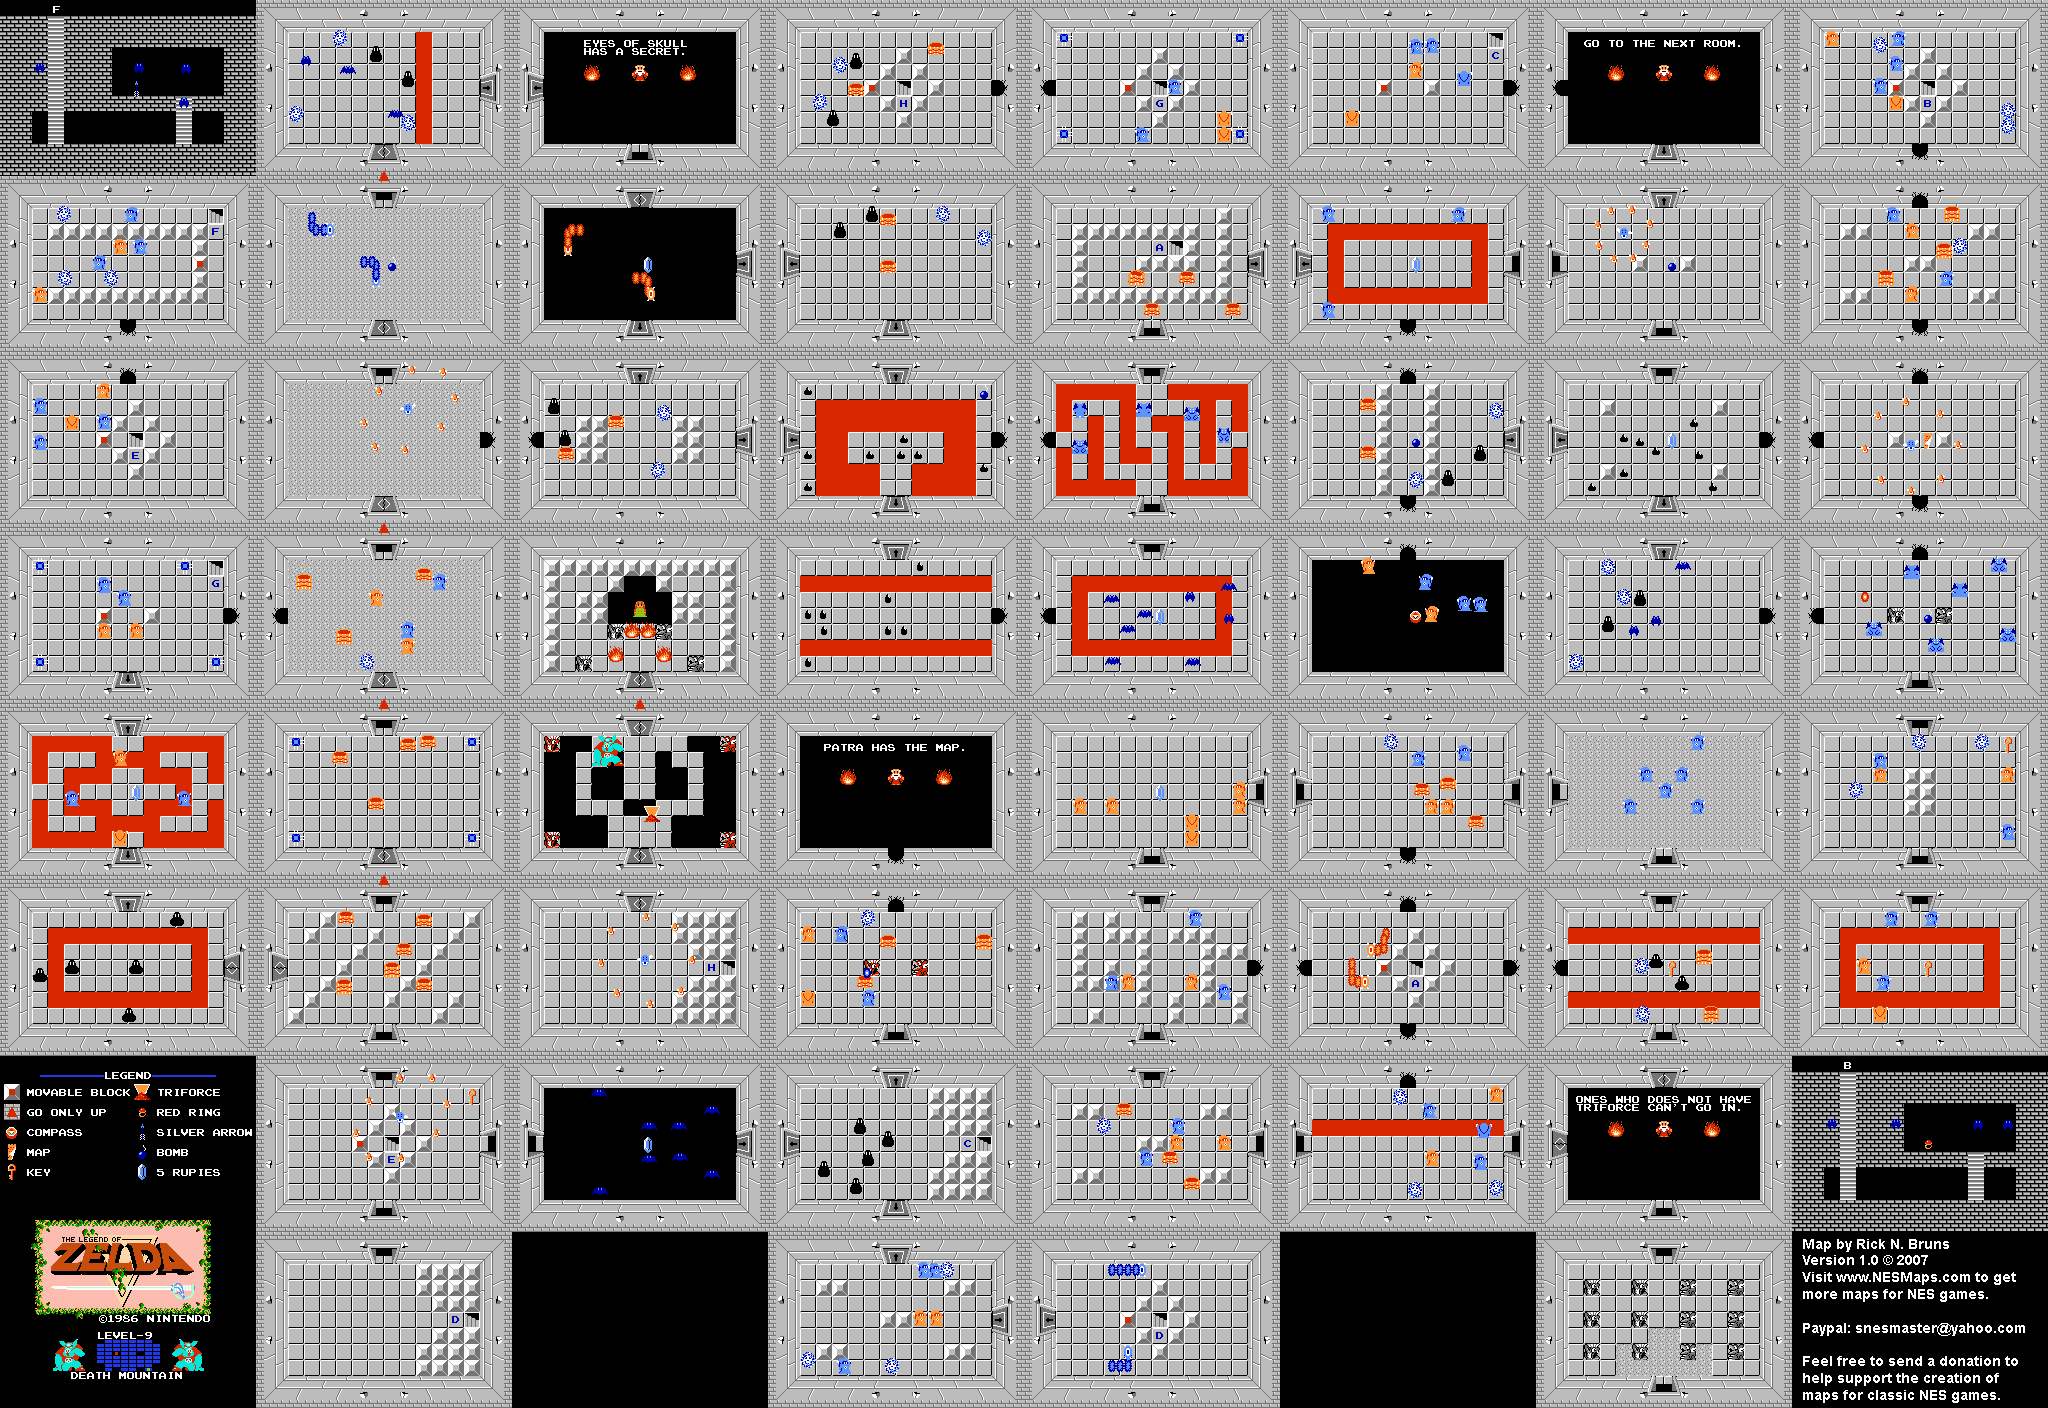 F
EYES OF SKULL
HAS A SECRET.
H
G
C
GO TO THE NEXT ROOM.
B
F
A
E
G
PATRA HAS THE MAP.
H
A
LEGEND
MOVABLE BLOCK
TRIFORCE
GO ONLY UP
RED RING
COMPASS
SILVER ARROW
MAP
BOMB
KEY
5 RUPIES
E
C
ONES WHO DOES NOT HAVE
TRIFORCE CAN'T GO IN.
B
THE LEGEND OF
ZELDA
©1986 NINTENDO
LEVEL-9
DEATH MOUNTAIN
D
D
Map by Rick N. Bruns
Version 1.0 © 2007
Visit www.NESMaps.com to get
more maps for NES games.
Paypal: snesmaster@yahoo.com
Feel free to send a donation to
help support the creation of
maps for classic NES games.